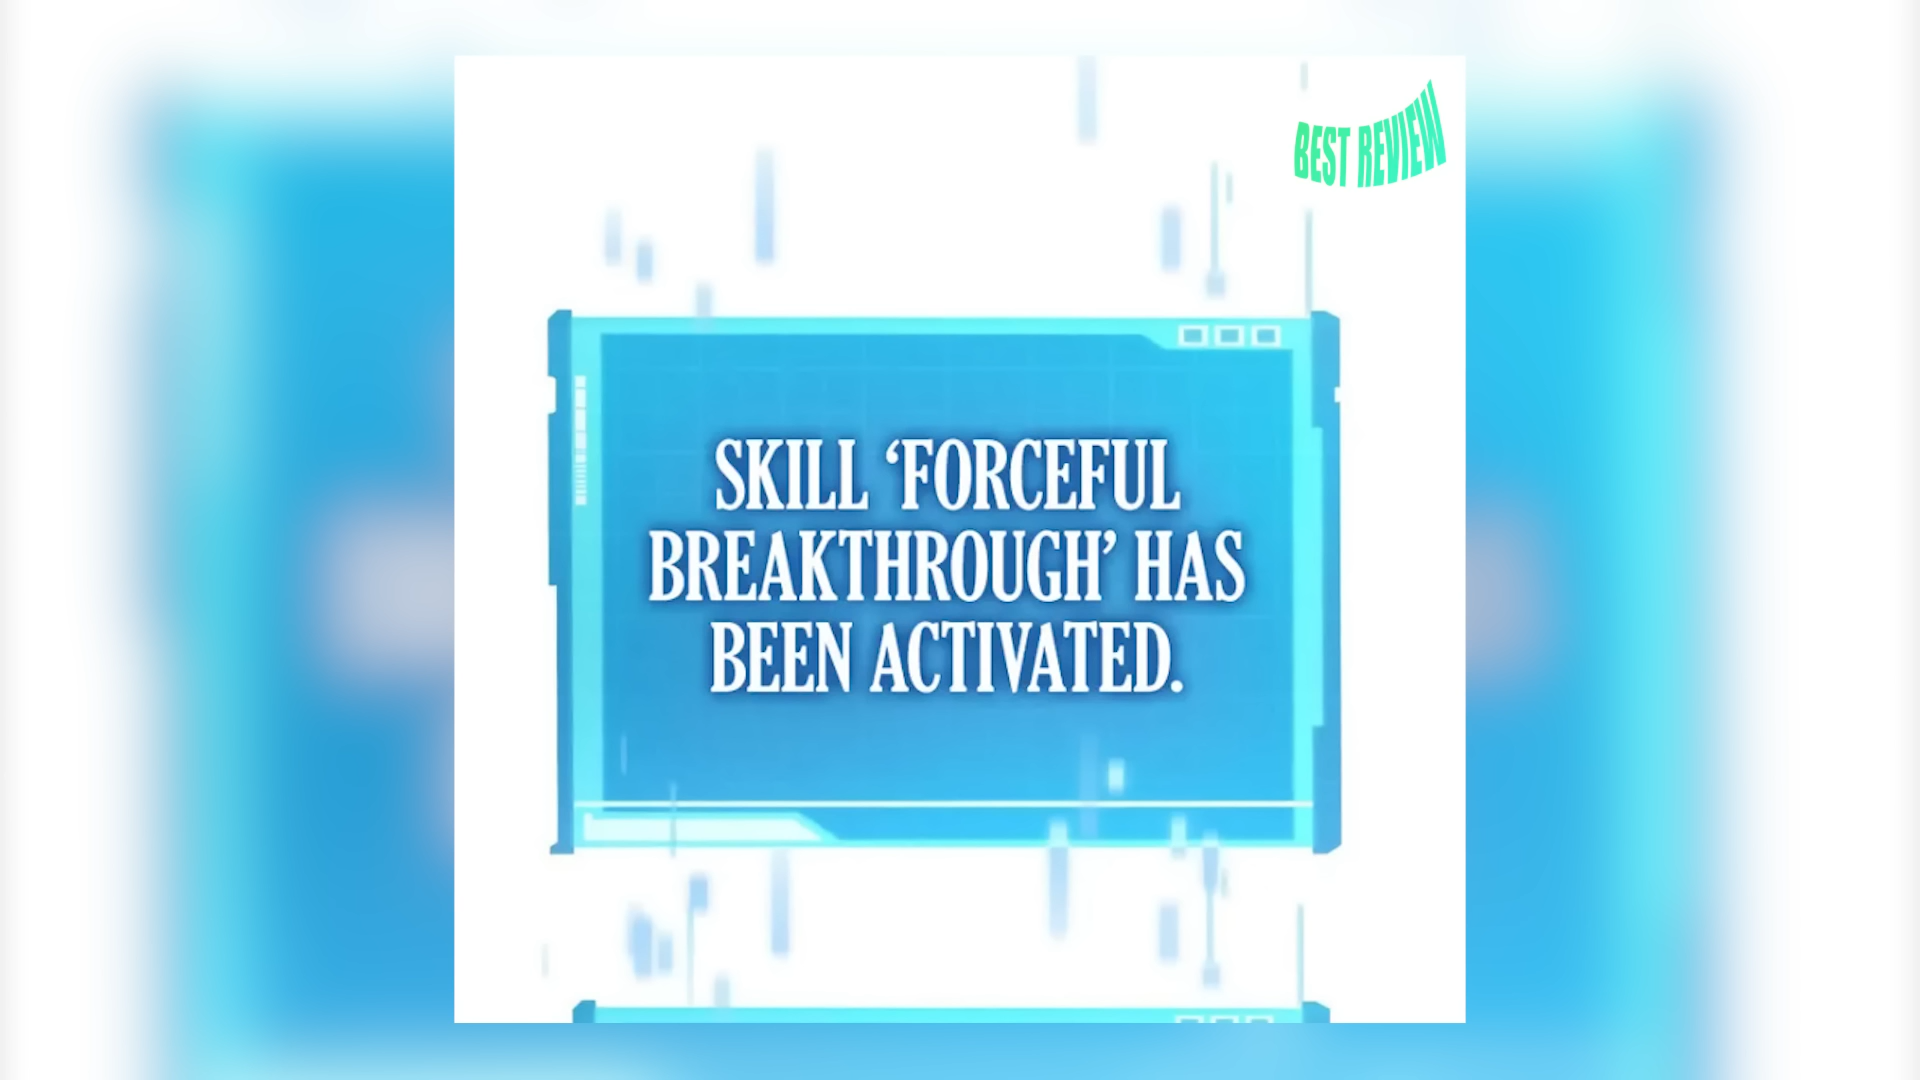 BEST REVIEW
SKILL ‘FORCEFUL
BREAKTHROUGH’ HAS
BEEN ACTIVATED.